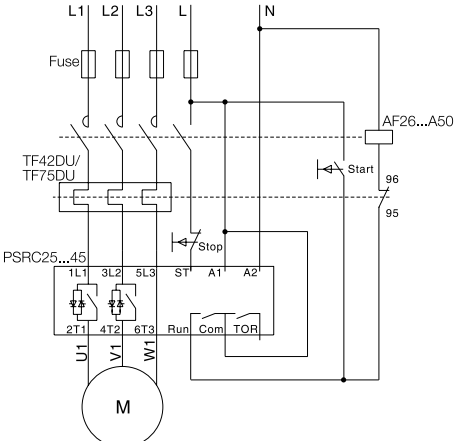 L1 L2 L3 L N
Fuse
AF26...A50
TF42DU/
TF75DU
Start
96
95
Stop
PSRC25...45
1L1 3L2 5L3 ST A1 A2
2T1 4T2 6T3 Run Com TOR
U1 V1 W1
M